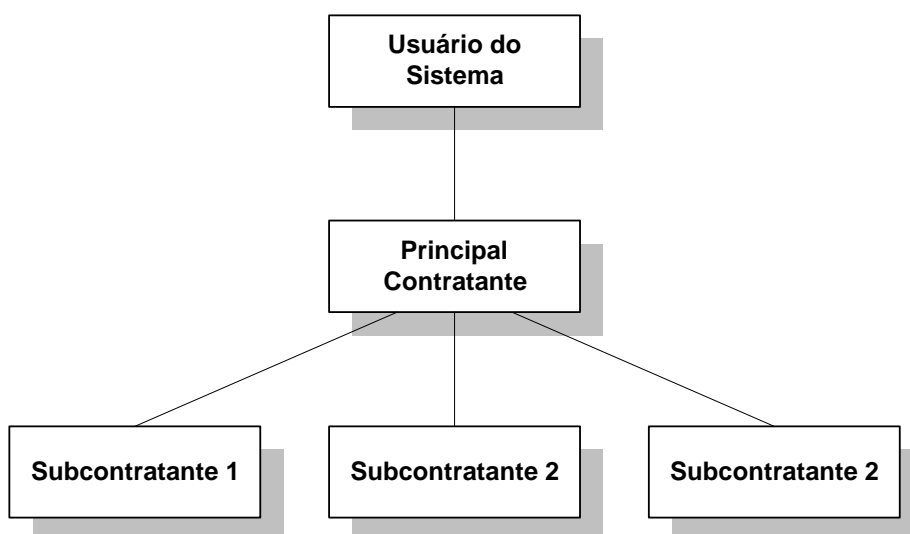 Usuário do
Sistema
Principal
Contratante
Subcontratante 1
Subcontratante 2
Subcontratante 2